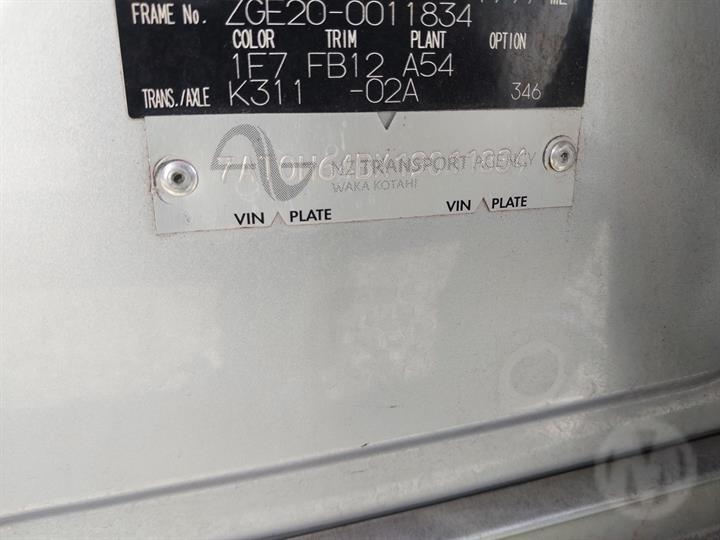 FRAME No. ZGE20-0011834
COLOR TRIM PLANT OPTION
1F7 FB12 A54
TRANS./AXLE K311 -02A 346
NZ TRANSPORT AGENCY
WAKA KOTAHI
VIN PLATE VIN PLATE